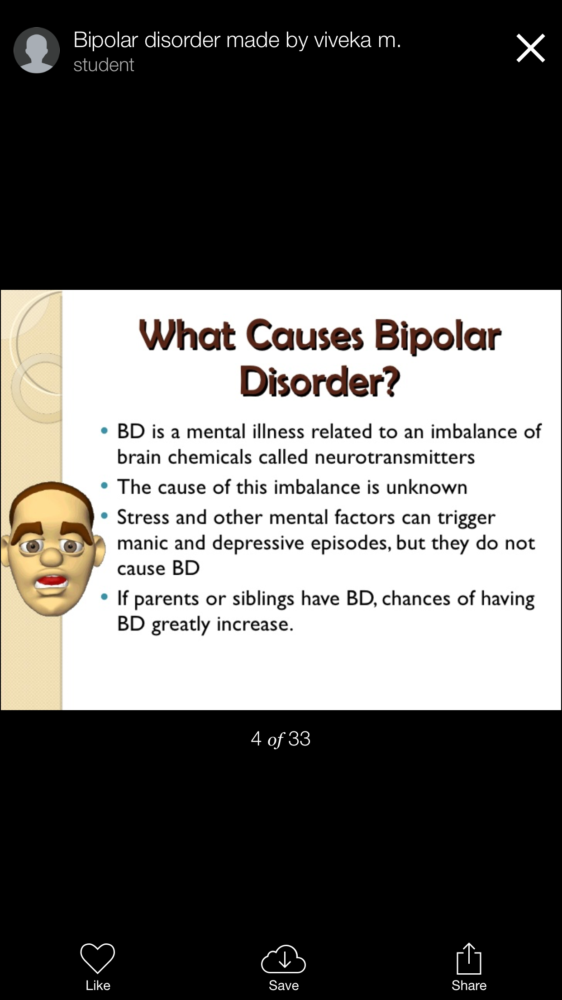 Bipolar disorder made by viveka m.
student
What Causes Bipolar
Disorder?
• BD is a mental illness related to an imbalance of
brain chemicals called neurotransmitters
• The cause of this imbalance is unknown
• Stress and other mental factors can trigger
manic and depressive episodes, but they do not
cause BD
• If parents or siblings have BD, chances of having
BD greatly increase.
4 of 33
Like Save Share